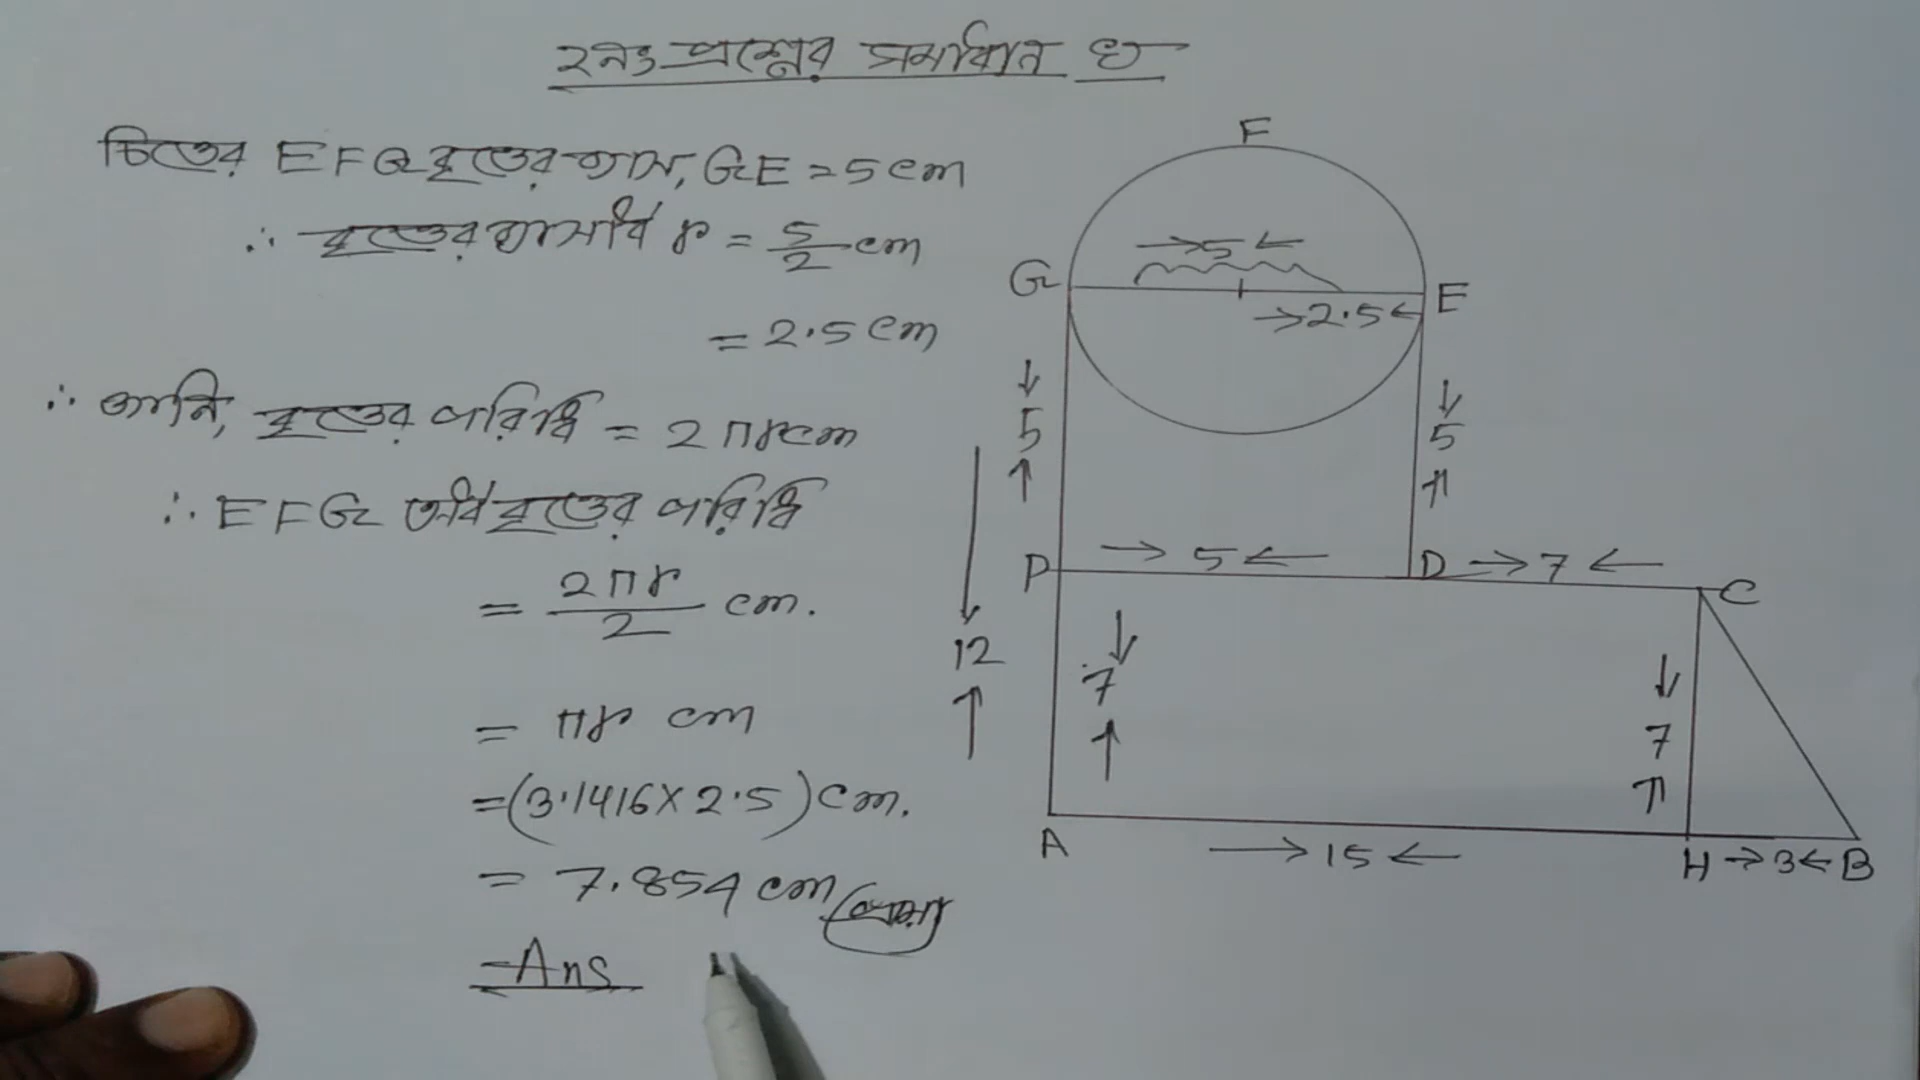 ২নং প্রশ্নের সমাধান খ
চিত্রের EFG বৃত্তের ব্যাস, GE = 5 cm
∴ বৃত্তের ব্যাসার্ধ r = 5/2 cm
= 2.5 cm
∴ জানি, বৃত্তের পরিধি = 2πr cm
∴ EFG অর্ধবৃত্তের পরিধি
= 2πr/2 cm.
= πr cm
= (3.1416 × 2.5) cm.
= 7.854 cm
Ans
F
→ 5 ←
G
E
→ 2.5 ←
↓ 5 ↑
↓ 5 ↑
P → 5 ← D → 7 ← C
↓ 12 ↑
↓ 7 ↑
↓ 7 ↑
A → 15 ← H → 3 ← B